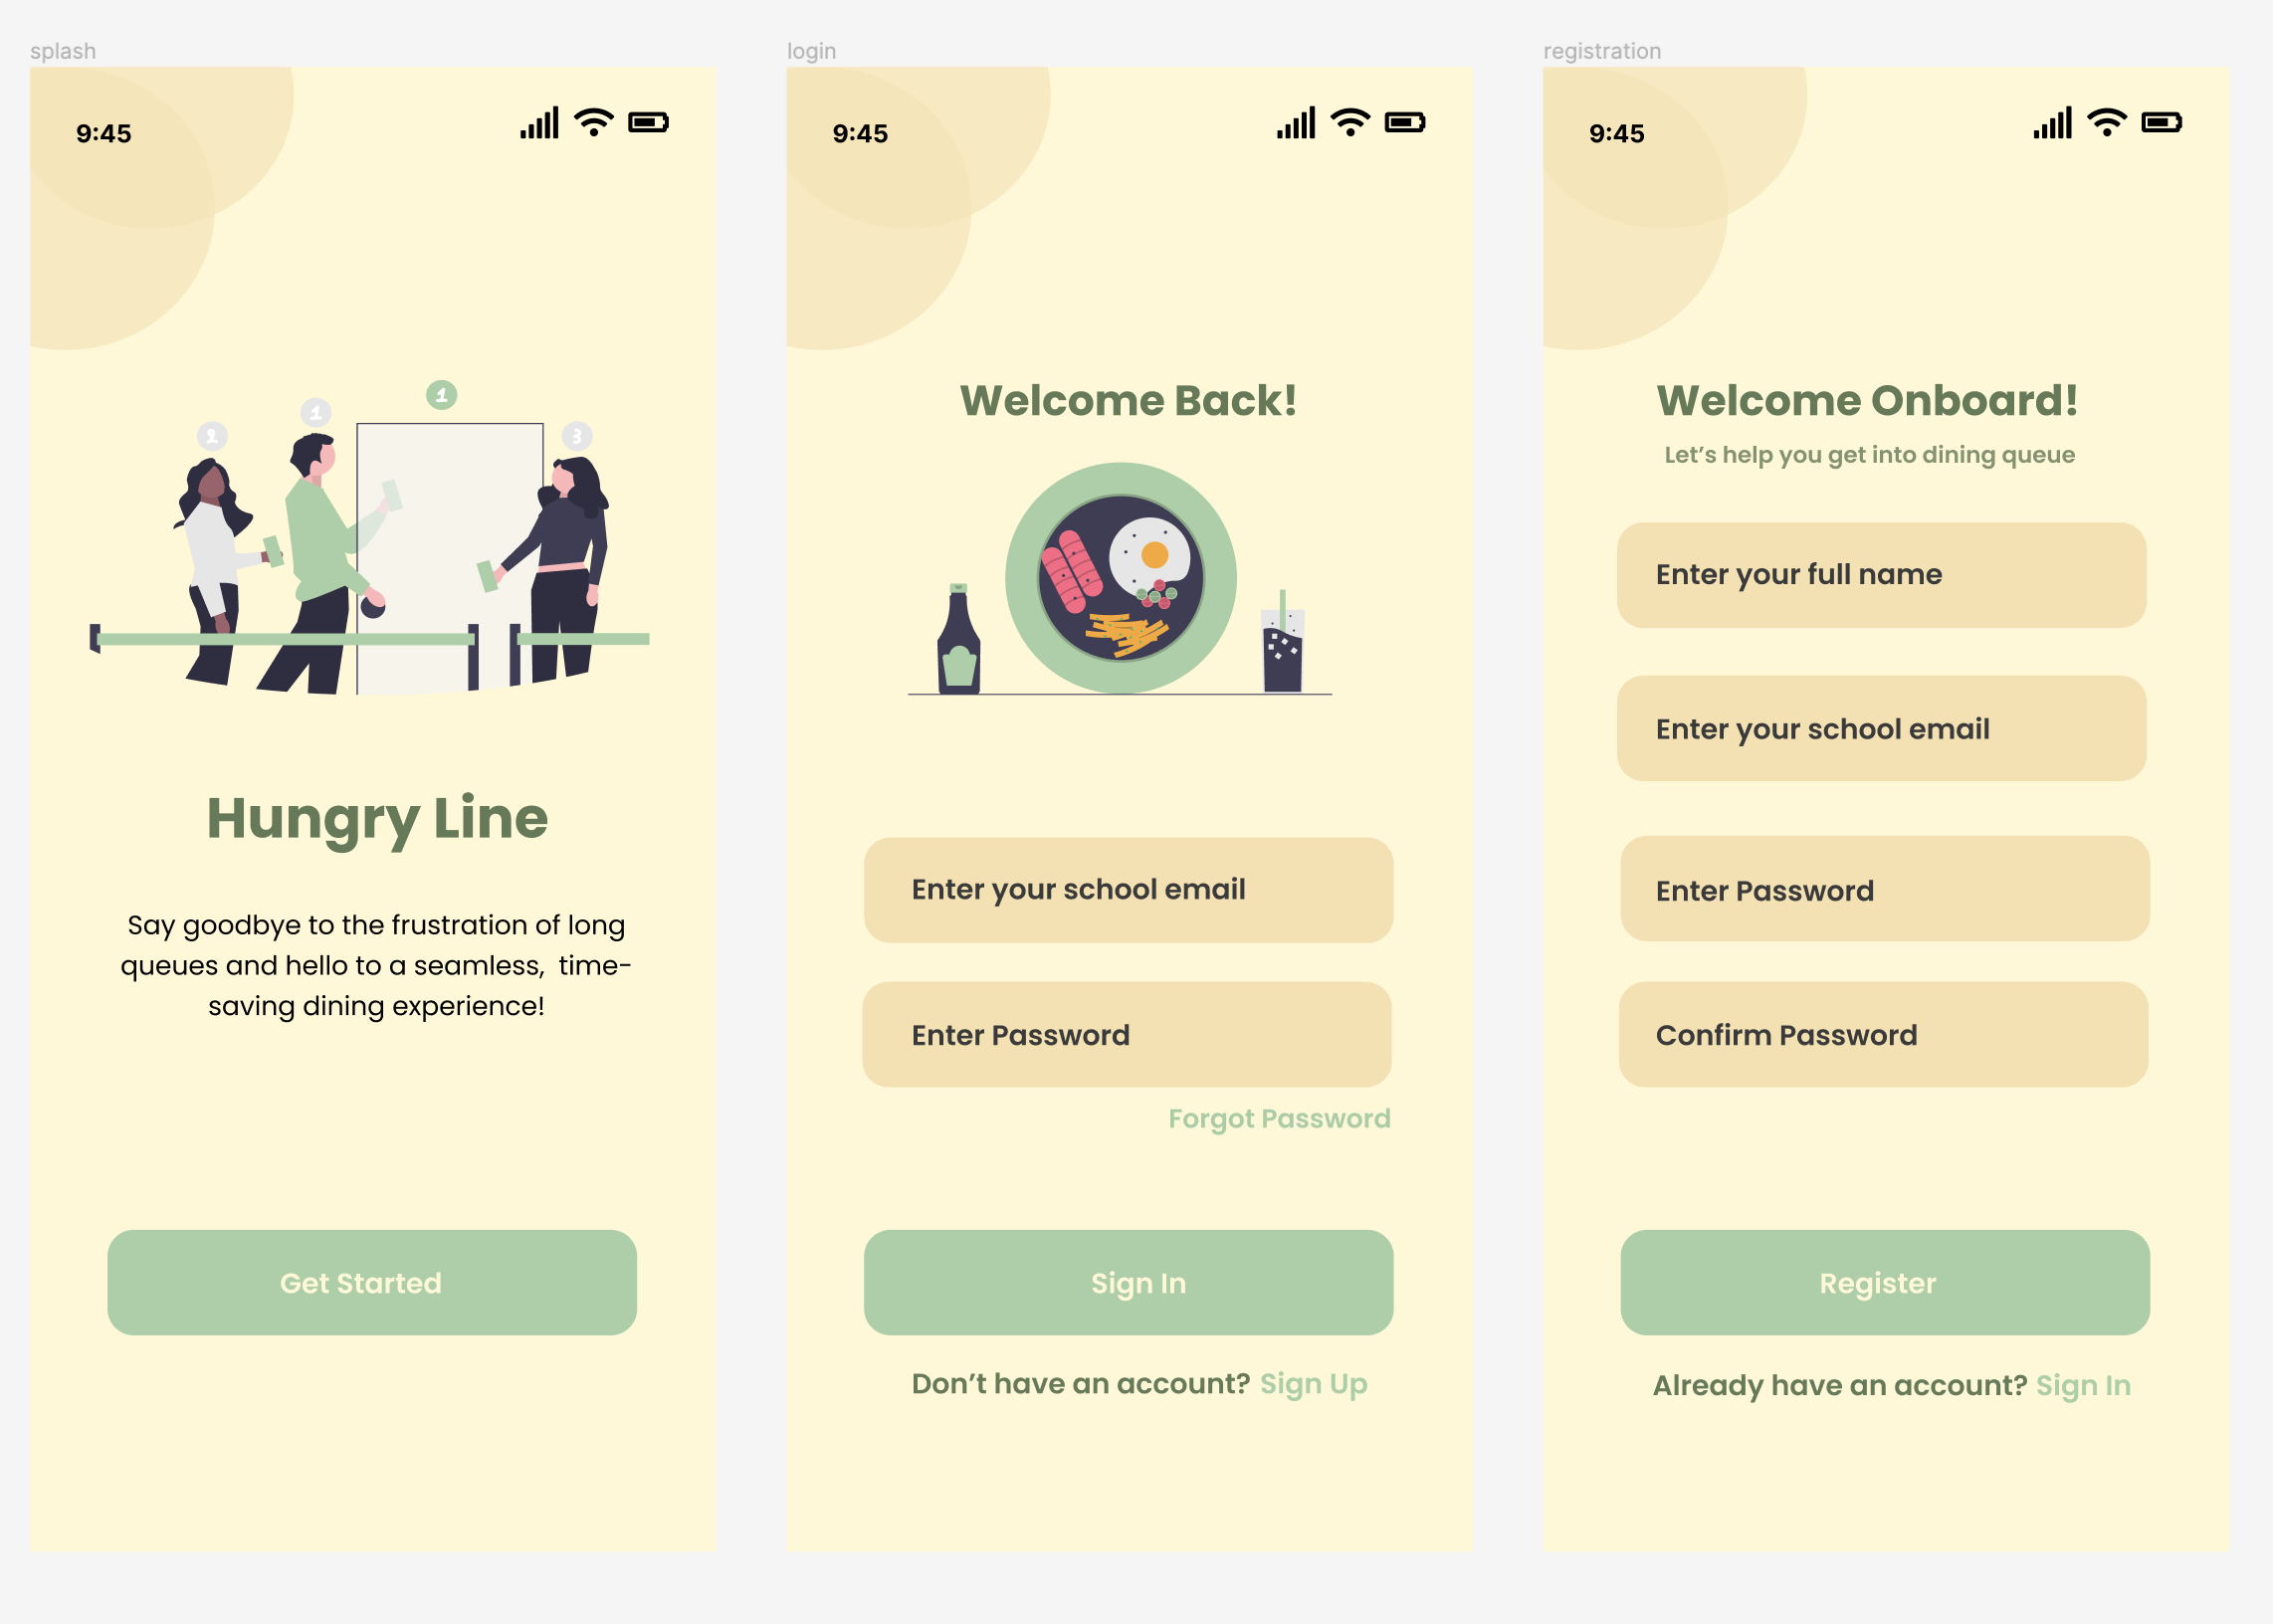 splash
9:45
2
1
1
3
Hungry Line
Say goodbye to the frustration of long
queues and hello to a seamless,  time-
saving dining experience!
Get Started
login
9:45
Welcome Back!
Enter your school email
Enter Password
Forgot Password
Sign In
Don’t have an account? Sign Up
registration
9:45
Welcome Onboard!
Let’s help you get into dining queue
Enter your full name
Enter your school email
Enter Password
Confirm Password
Register
Already have an account? Sign In